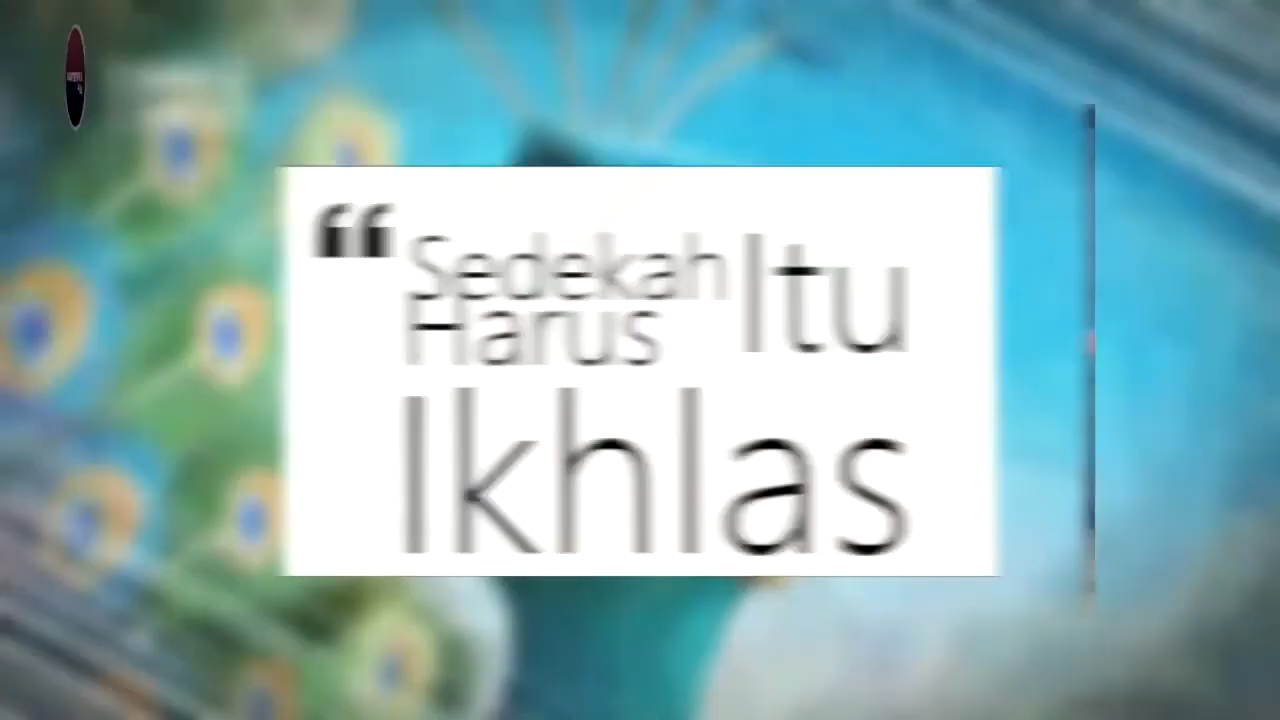 “ Sedekah Itu
Harus
Ikhlas